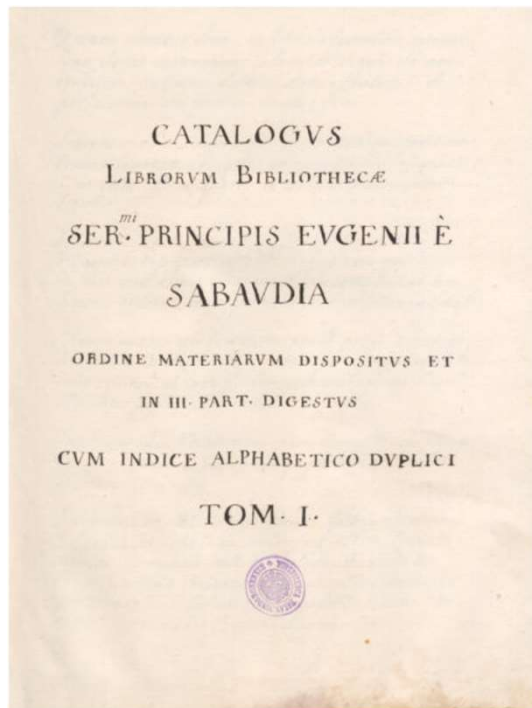 CATALOGVS
LIBRORVM BIBLIOTHECÆ
SER.mi PRINCIPIS EVGENII È
SABAVDIA
ORDINE MATERIARVM DISPOSITVS ET
IN III. PART. DIGESTVS
CVM INDICE ALPHABETICO DVPLICI
TOM. I.